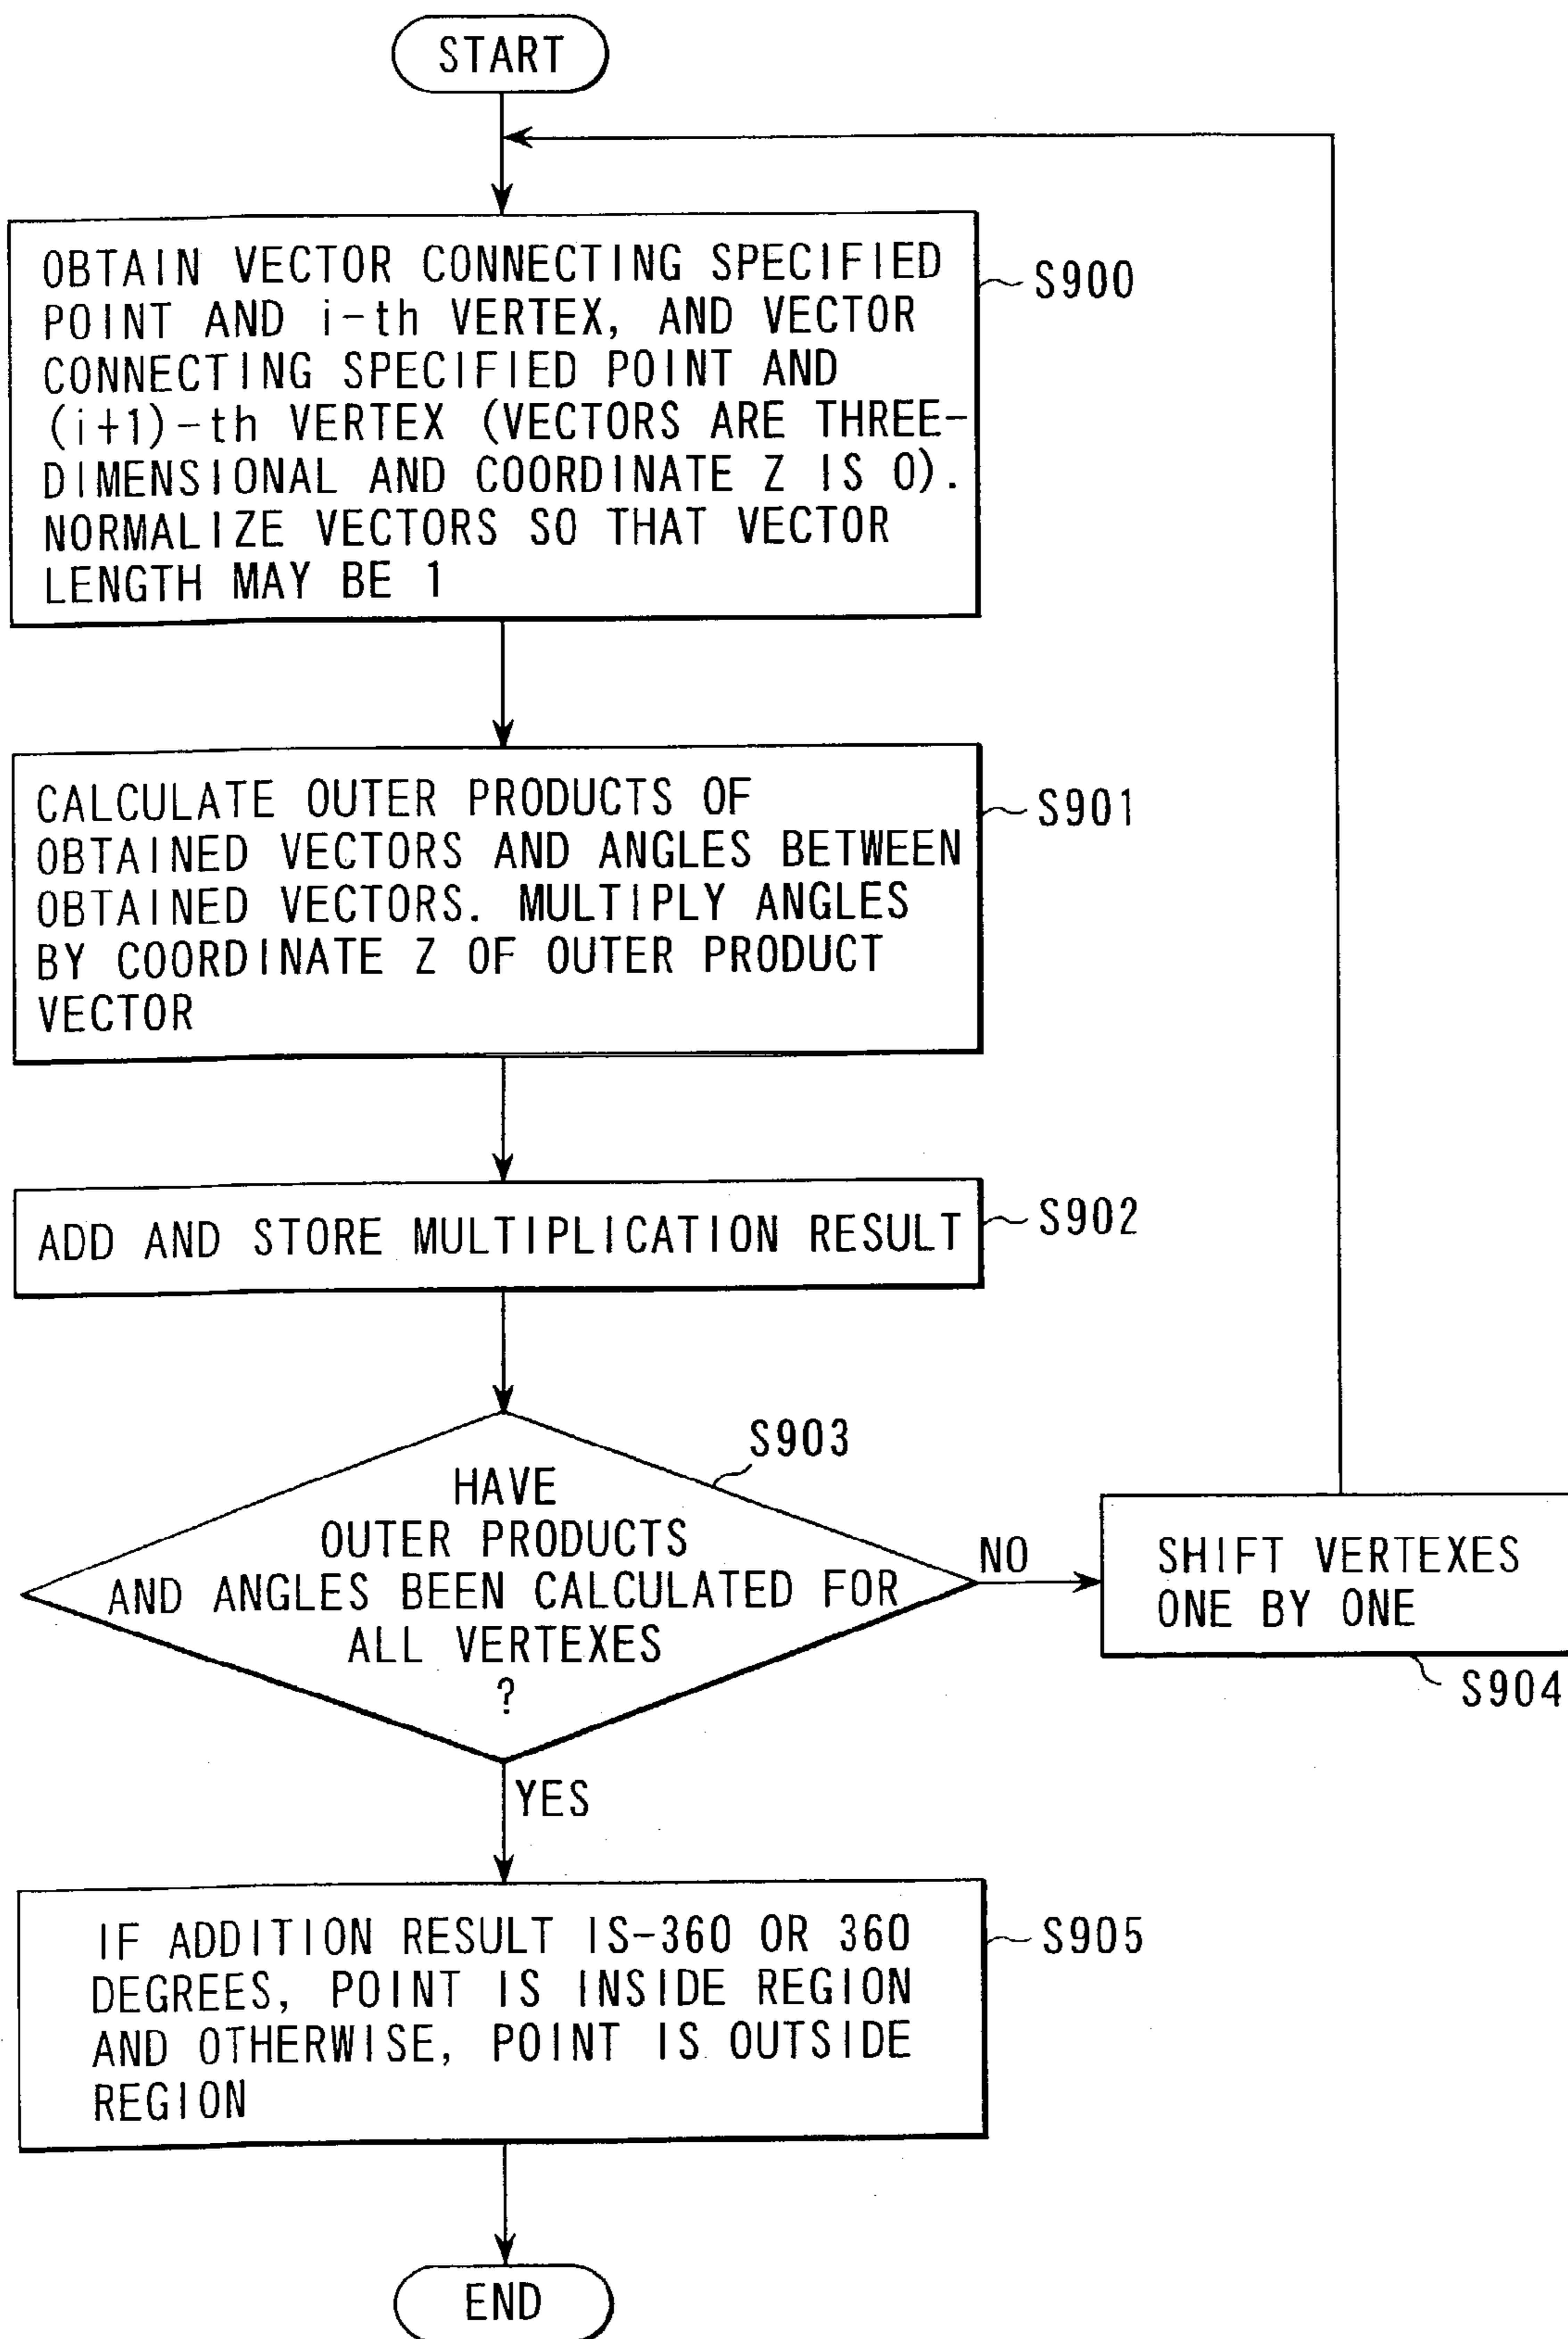 START
OBTAIN VECTOR CONNECTING SPECIFIED
POINT AND i-th VERTEX, AND VECTOR
CONNECTING SPECIFIED POINT AND
(i+1)-th VERTEX (VECTORS ARE THREE-
DIMENSIONAL AND COORDINATE Z IS 0).
NORMALIZE VECTORS SO THAT VECTOR
LENGTH MAY BE 1
S900
CALCULATE OUTER PRODUCTS OF
OBTAINED VECTORS AND ANGLES BETWEEN
OBTAINED VECTORS. MULTIPLY ANGLES
BY COORDINATE Z OF OUTER PRODUCT
VECTOR
S901
ADD AND STORE MULTIPLICATION RESULT
S902
S903
HAVE
OUTER PRODUCTS
AND ANGLES BEEN CALCULATED FOR
ALL VERTEXES
?
NO
SHIFT VERTEXES
ONE BY ONE
S904
YES
IF ADDITION RESULT IS-360 OR 360
DEGREES, POINT IS INSIDE REGION
AND OTHERWISE, POINT IS OUTSIDE
REGION
S905
END